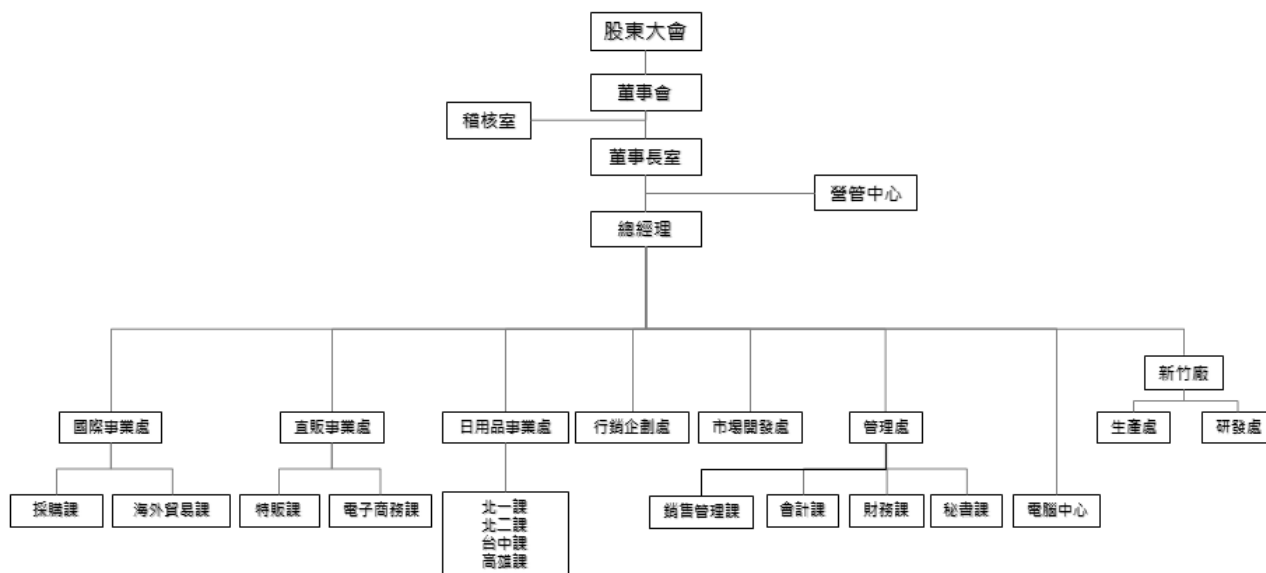 股東大會
董事會
稽核室
董事長室
營管中心
總經理
新竹廠
國際事業處
直販事業處
日用品事業處
行銷企劃處
市場開發處
管理處
生產處
研發處
採購課
海外貿易課
特販課
電子商務課
北一課
北二課
台中課
高雄課
銷售管理課
會計課
財務課
秘書課
電腦中心